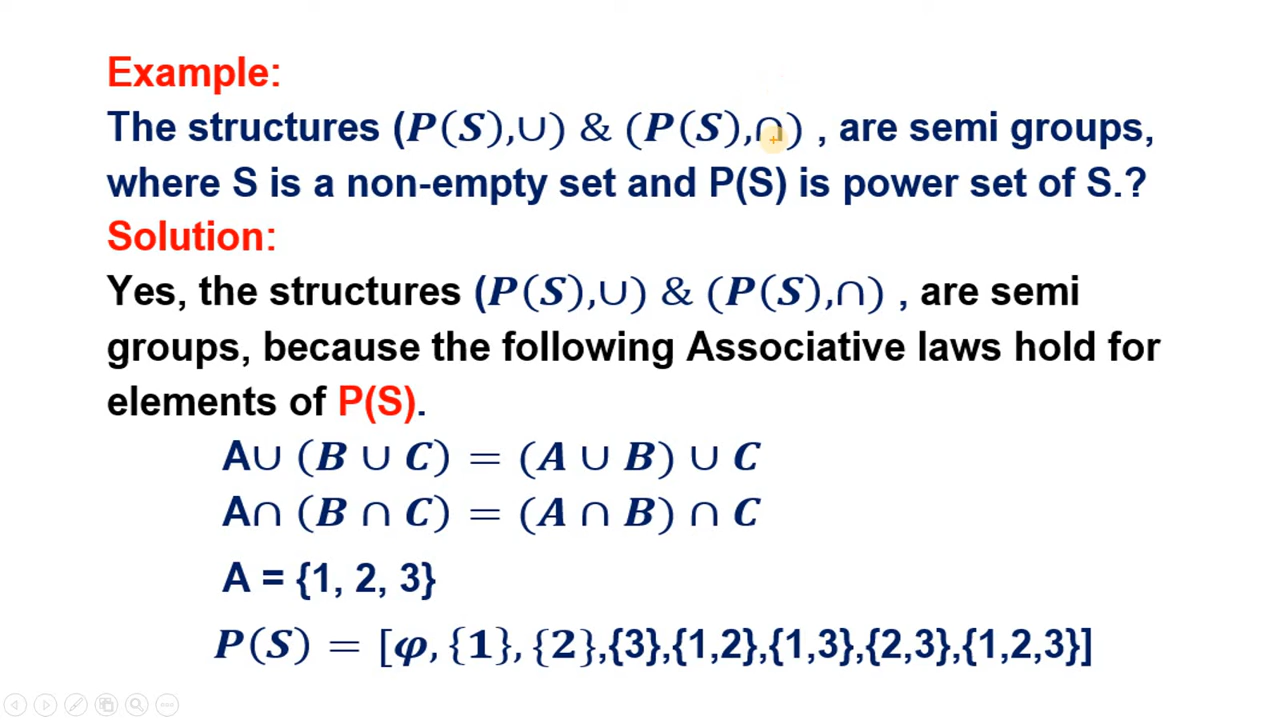 Example:
The structures (P(S),∪) & (P(S),∩) , are semi groups,
where S is a non-empty set and P(S) is power set of S.?
Solution:
Yes, the structures (P(S),∪) & (P(S),∩) , are semi
groups, because the following Associative laws hold for
elements of P(S).
A∪ (B ∪ C) = (A ∪ B) ∪ C
A∩ (B ∩ C) = (A ∩ B) ∩ C
A = {1, 2, 3}
P(S) = [φ, {1}, {2},{3},{1,2},{1,3},{2,3},{1,2,3}]